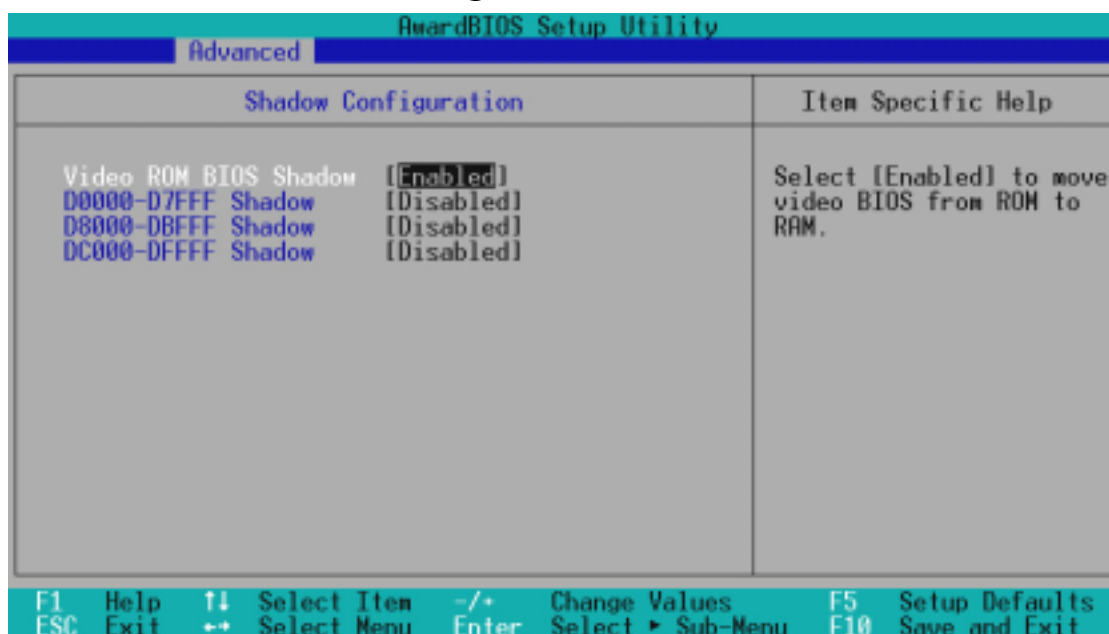 AwardBIOS Setup Utility
Advanced
Shadow Configuration
Item Specific Help
Video ROM BIOS Shadow [Enabled]
D0000-D7FFF Shadow [Disabled]
D8000-DBFFF Shadow [Disabled]
DC000-DFFFF Shadow [Disabled]
Select [Enabled] to move
video BIOS from ROM to
RAM.
F1 Help ↑↓ Select Item -/+ Change Values F5 Setup Defaults
ESC Exit ←→ Select Menu Enter Select ► Sub-Menu F10 Save and Exit